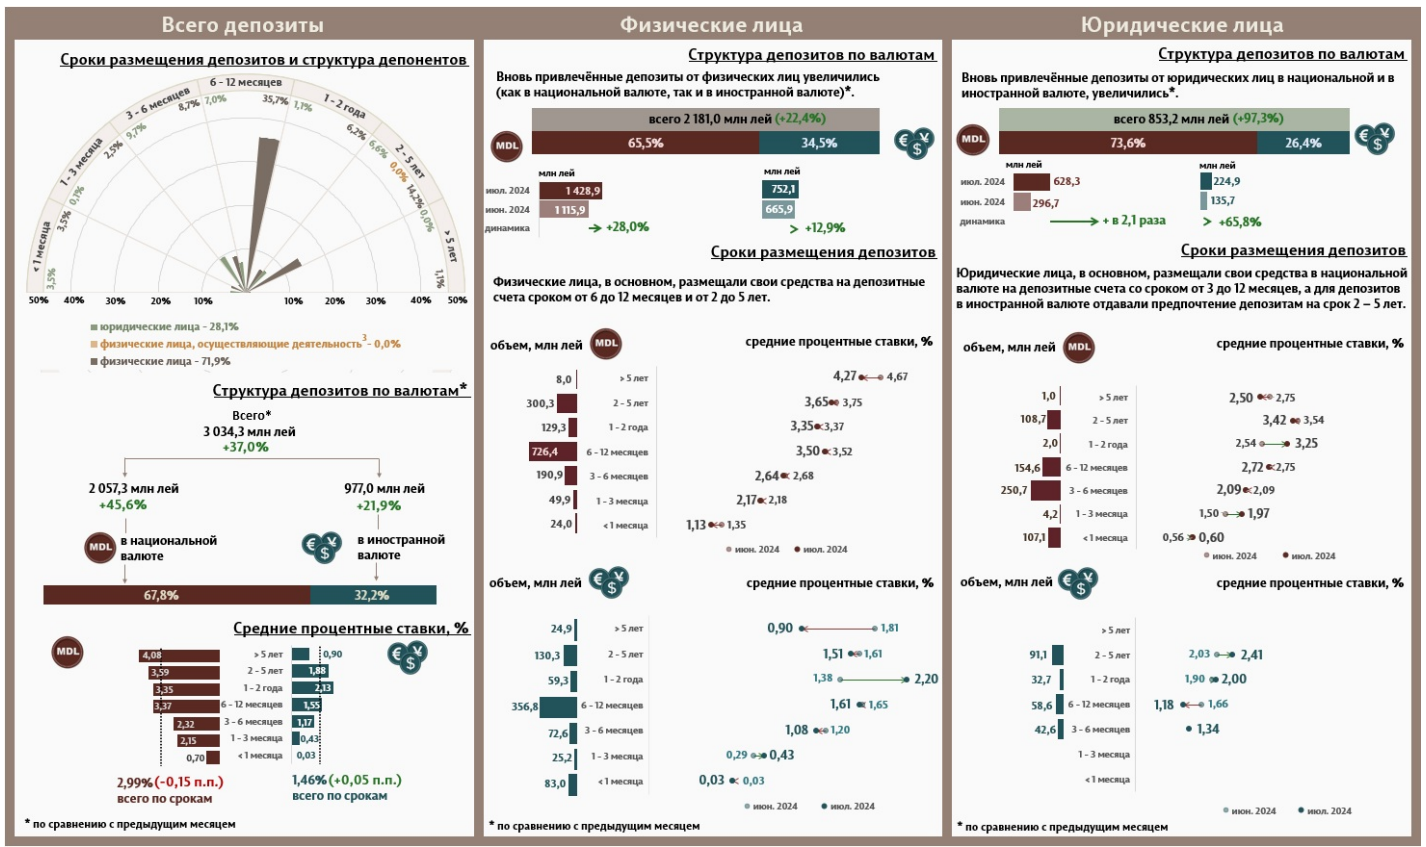 Всего депозиты
Сроки размещения депозитов и структура депонентов
< 1 месяца
1 - 3 месяца
3 - 6 месяцев
6 - 12 месяцев
1 - 2 года
2 - 5 лет
> 5 лет
3,5%
3,5%
0,1%
2,5%
9,7%
8,7%
7,0%
35,7%
1,1%
6,2%
6,6%
0,0%
14,2%
0,0%
1,1%
50% 40% 30% 20% 10% 10% 20% 30% 40% 50%
юридические лица - 28,1%
физические лица, осуществляющие деятельность3 - 0,0%
физические лица - 71,9%
Структура депозитов по валютам*
Всего*
3 034,3 млн лей
+37,0%
2 057,3 млн лей
+45,6%
977,0 млн лей
+21,9%
MDL
в национальной
валюте
€ ¥ $
в иностранной
валюте
67,8% 32,2%
Средние процентные ставки, %
MDL
€ ¥ $
4,08 > 5 лет 0,90
3,59 2 - 5 лет 1,88
3,35 1 - 2 года 2,13
3,37 6 - 12 месяцев 1,55
2,32 3 - 6 месяцев 1,17
2,15 1 - 3 месяца 0,43
0,70 < 1 месяца 0,03
2,99% (-0,15 п.п.)
всего по срокам
1,46% (+0,05 п.п.)
всего по срокам
* по сравнению с предыдущим месяцем
Физические лица
Структура депозитов по валютам
Вновь привлечённые депозиты от физических лиц увеличились
(как в национальной валюте, так и в иностранной валюте)*.
всего 2 181,0 млн лей (+22,4%)
MDL 65,5% 34,5% € ¥ $
млн лей млн лей
июл. 2024 1 428,9 752,1
июн. 2024 1 115,9 665,9
динамика +28,0% +12,9%
Сроки размещения депозитов
Физические лица, в основном, размещали свои средства на депозитные
счета сроком от 6 до 12 месяцев и от 2 до 5 лет.
объем, млн лей MDL средние процентные ставки, %
8,0 > 5 лет 4,27 4,67
300,3 2 - 5 лет 3,65 3,75
129,3 1 - 2 года 3,35 3,37
726,4 6 - 12 месяцев 3,50 3,52
190,9 3 - 6 месяцев 2,64 2,68
49,9 1 - 3 месяца 2,17 2,18
24,0 < 1 месяца 1,13 1,35
июн. 2024 июл. 2024
объем, млн лей € ¥ $ средние процентные ставки, %
24,9 > 5 лет 0,90 1,81
130,3 2 - 5 лет 1,51 1,61
59,3 1 - 2 года 1,38 2,20
356,8 6 - 12 месяцев 1,61 1,65
72,6 3 - 6 месяцев 1,08 1,20
25,2 1 - 3 месяца 0,29 0,43
83,0 < 1 месяца 0,03 0,03
июн. 2024 июл. 2024
* по сравнению с предыдущим месяцем
Юридические лица
Структура депозитов по валютам
Вновь привлечённые депозиты от юридических лиц в национальной и в
иностранной валюте, увеличились*.
всего 853,2 млн лей (+97,3%)
MDL 73,6% 26,4% € ¥ $
млн лей млн лей
июл. 2024 628,3 224,9
июн. 2024 296,7 135,7
динамика + в 2,1 раза +65,8%
Сроки размещения депозитов
Юридические лица, в основном, размещали свои средства в национальной
валюте на депозитные счета со сроком от 3 до 12 месяцев, а для депозитов
в иностранной валюте отдавали предпочтение депозитам на срок 2 – 5 лет.
объем, млн лей MDL средние процентные ставки, %
1,0 > 5 лет 2,50 2,75
108,7 2 - 5 лет 3,42 3,54
2,0 1 - 2 года 2,54 3,25
154,6 6 - 12 месяцев 2,72 2,75
250,7 3 - 6 месяцев 2,09 2,09
4,2 1 - 3 месяца 1,50 1,97
107,1 < 1 месяца 0,56 0,60
июн. 2024 июл. 2024
объем, млн лей € ¥ $ средние процентные ставки, %
> 5 лет
91,1 2 - 5 лет 2,03 2,41
32,7 1 - 2 года 1,90 2,00
58,6 6 - 12 месяцев 1,18 1,66
42,6 3 - 6 месяцев 1,34
1 - 3 месяца
< 1 месяца
июн. 2024 июл. 2024
* по сравнению с предыдущим месяцем